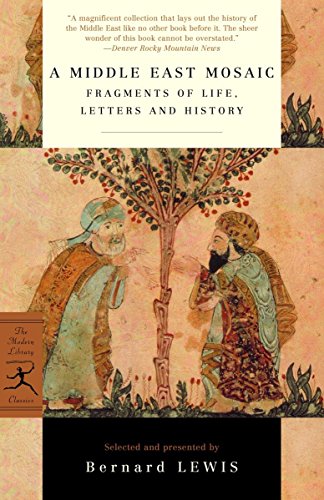 “A magnificent collection that lays out the history of
the Middle East like no other book before it. The sheer
wonder of this book cannot be overstated.”
—Denver Rocky Mountain News
A MIDDLE EAST MOSAIC
FRAGMENTS OF LIFE,
LETTERS AND HISTORY
The
Modern
Library
Classics
Selected and presented by
Bernard LEWIS